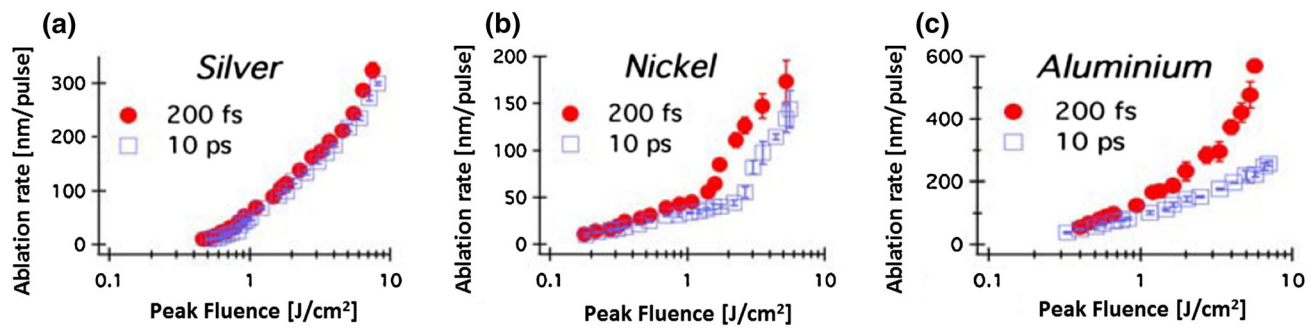 (a)
Silver
200 fs
10 ps
Ablation rate [nm/pulse]
300
200
100
0
0.1
1
10
Peak Fluence [J/cm²]
(b)
Nickel
200 fs
10 ps
Ablation rate [nm/pulse]
200
150
100
50
0
0.1
1
10
Peak Fluence [J/cm²]
(c)
Aluminium
200 fs
10 ps
Ablation rate [nm/pulse]
600
400
200
0
0.1
1
10
Peak Fluence [J/cm²]